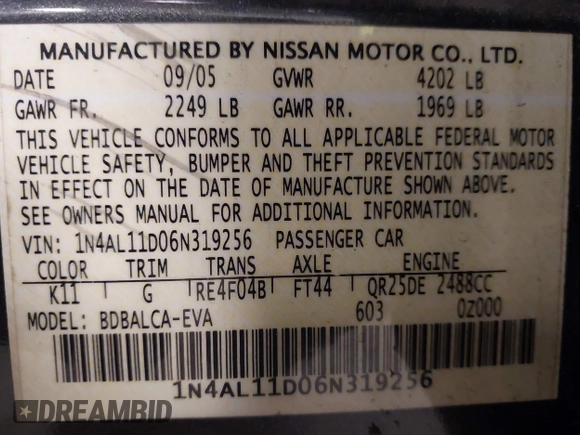 MANUFACTURED BY NISSAN MOTOR CO., LTD.
DATE 09/05 GVWR 4202 LB
GAWR FR. 2249 LB GAWR RR. 1969 LB
THIS VEHICLE CONFORMS TO ALL APPLICABLE FEDERAL MOTOR
VEHICLE SAFETY, BUMPER AND THEFT PREVENTION STANDARDS
IN EFFECT ON THE DATE OF MANUFACTURE SHOWN ABOVE.
SEE OWNERS MANUAL FOR ADDITIONAL INFORMATION.
VIN: 1N4AL11D06N319256 PASSENGER CAR
COLOR TRIM TRANS AXLE ENGINE
K11 G RE4F04B FT44 QR25DE 2488CC
MODEL: BDBALCA-EVA 603 0Z000
1N4AL11D06N319256
DREAMBID